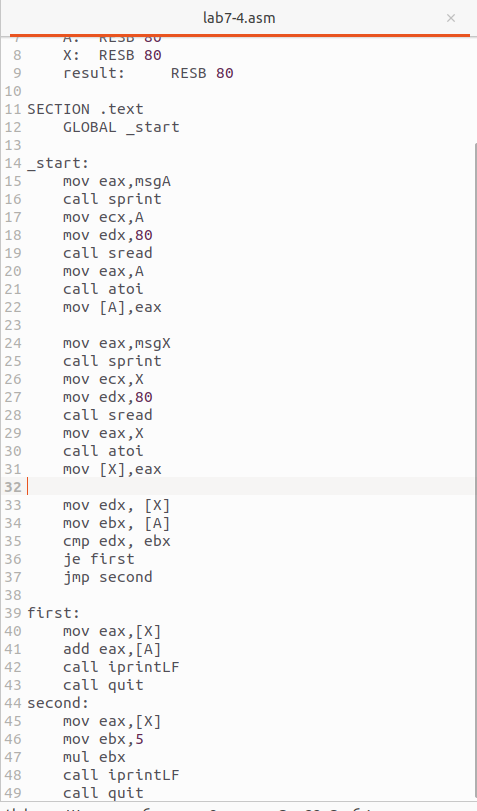 lab7-4.asm ×
7 A: RESB 80
8 X: RESB 80
9 result: RESB 80
10
11 SECTION .text
12 GLOBAL _start
13
14 _start:
15 mov eax,msgA
16 call sprint
17 mov ecx,A
18 mov edx,80
19 call sread
20 mov eax,A
21 call atoi
22 mov [A],eax
23
24 mov eax,msgX
25 call sprint
26 mov ecx,X
27 mov edx,80
28 call sread
29 mov eax,X
30 call atoi
31 mov [X],eax
32
33 mov edx, [X]
34 mov ebx, [A]
35 cmp edx, ebx
36 je first
37 jmp second
38
39 first:
40 mov eax,[X]
41 add eax,[A]
42 call iprintLF
43 call quit
44 second:
45 mov eax,[X]
46 mov ebx,5
47 mul ebx
48 call iprintLF
49 call quit